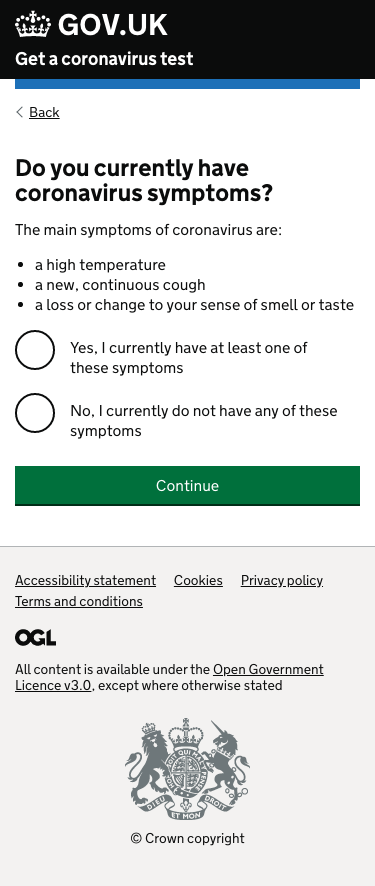 GOV.UK
Get a coronavirus test
Back
Do you currently have
coronavirus symptoms?
The main symptoms of coronavirus are:
• a high temperature
• a new, continuous cough
• a loss or change to your sense of smell or taste
Yes, I currently have at least one of
these symptoms
No, I currently do not have any of these
symptoms
Continue
Accessibility statement Cookies Privacy policy
Terms and conditions
OGL
All content is available under the Open Government
Licence v3.0, except where otherwise stated
DIEU ET MON DROIT
© Crown copyright